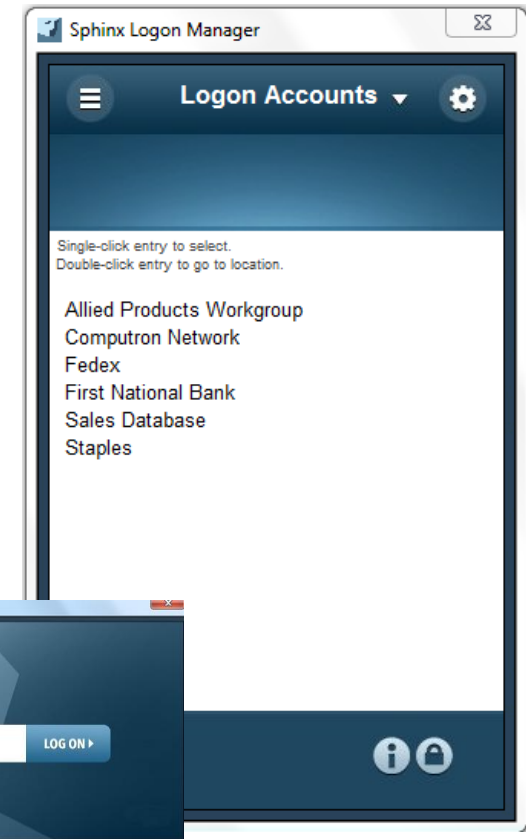 Sphinx Logon Manager
Logon Accounts
Single-click entry to select.
Double-click entry to go to location.
Allied Products Workgroup
Computron Network
Fedex
First National Bank
Sales Database
Staples
LOG ON